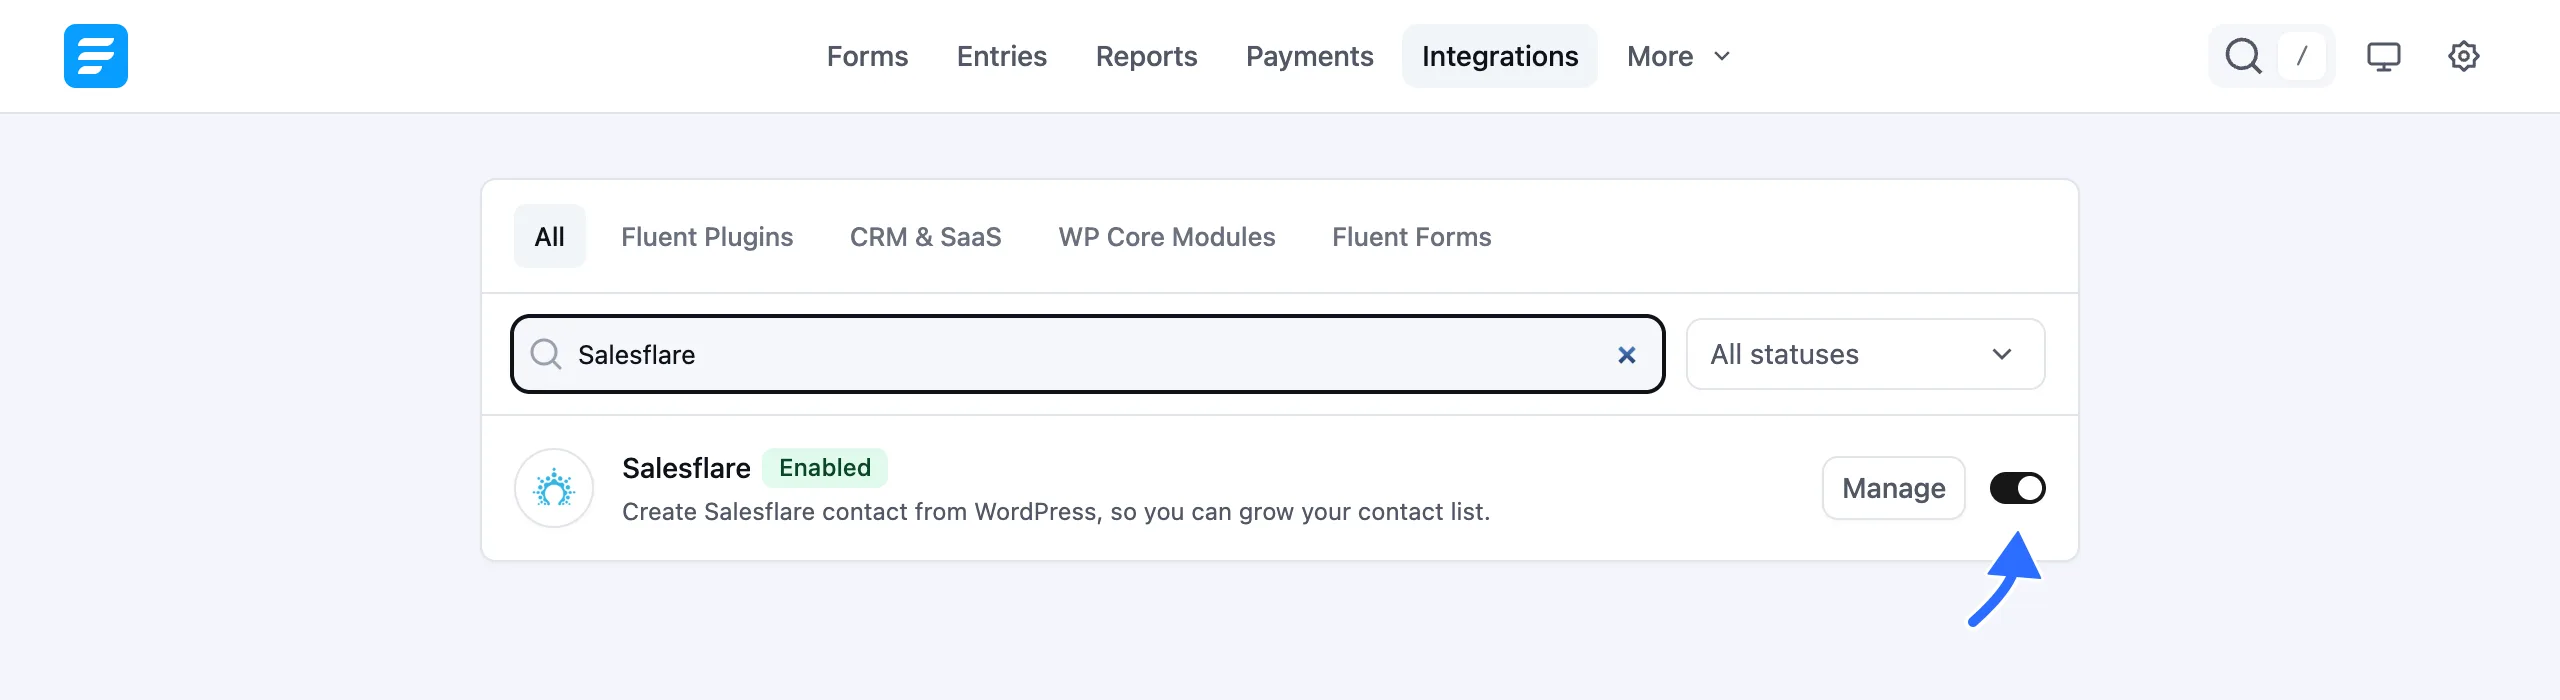 Forms Entries Reports Payments Integrations More /
All Fluent Plugins CRM & SaaS WP Core Modules Fluent Forms
Salesflare All statuses
Salesflare Enabled
Create Salesflare contact from WordPress, so you can grow your contact list.
Manage